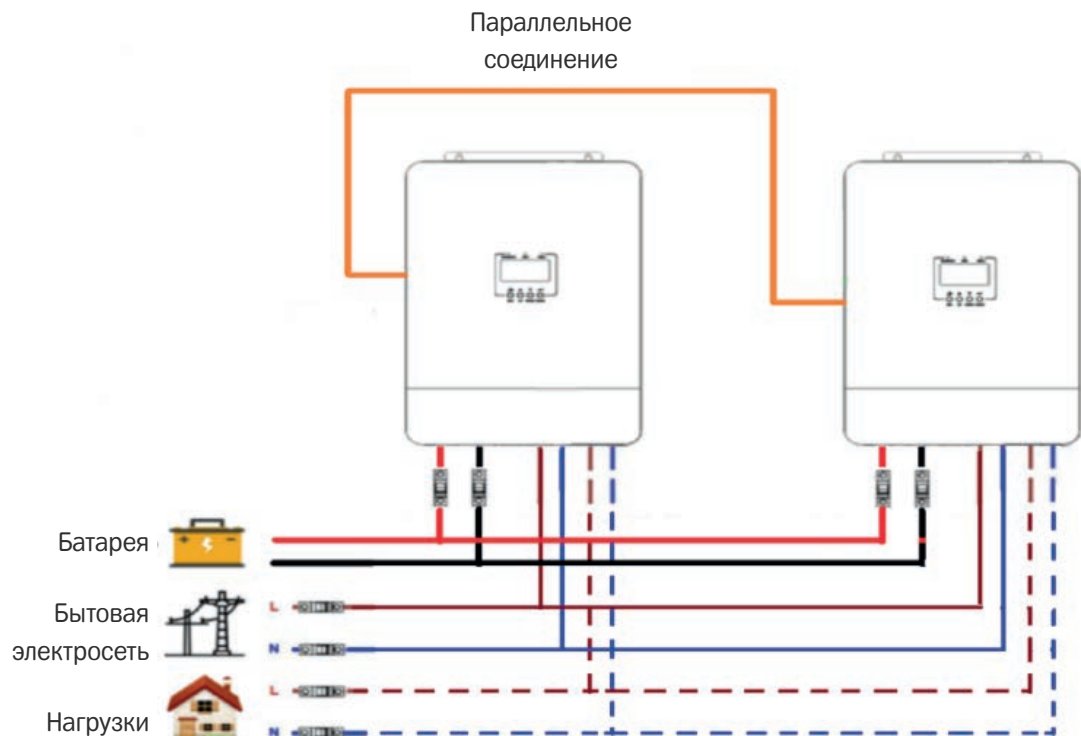 Параллельное
соединение
Батарея
+ -
Бытовая
электросеть
L
N
Нагрузки
L
N